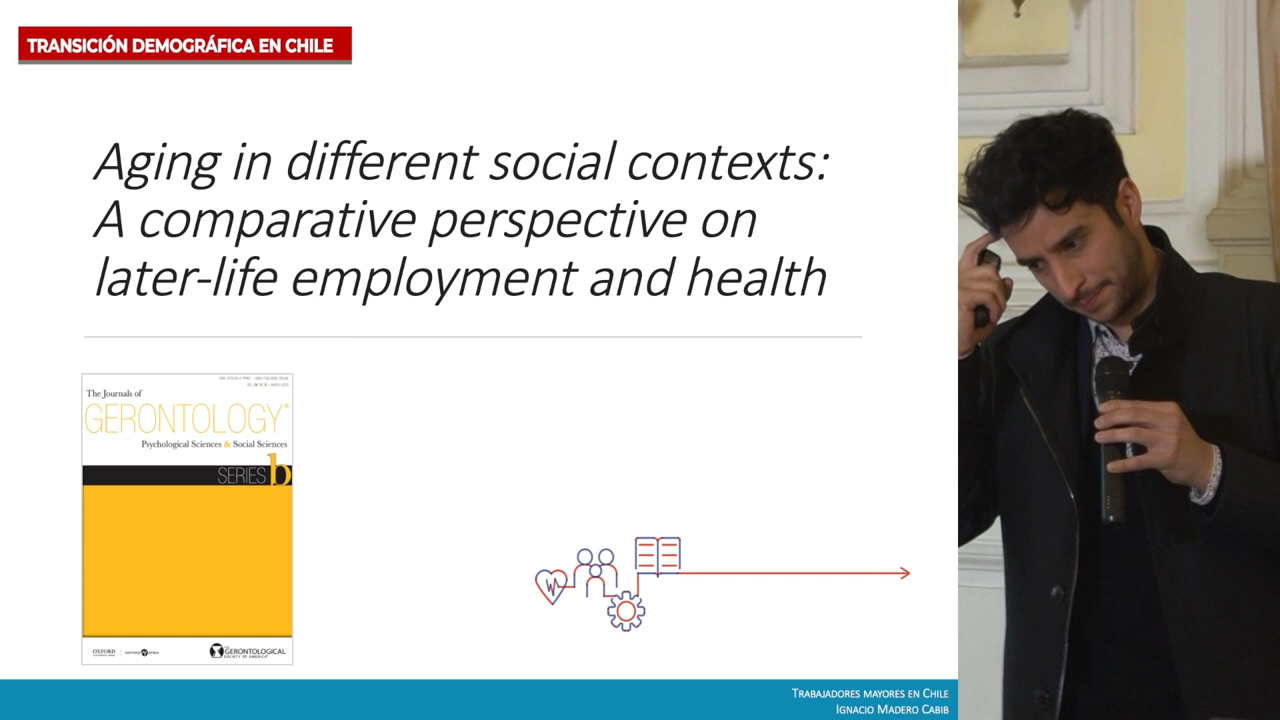 TRANSICIÓN DEMOGRÁFICA EN CHILE
Aging in different social contexts:
A comparative perspective on
later-life employment and health
The Journals of
GERONTOLOGY®
Psychological Sciences & Social Sciences
SERIES b
OXFORD
THE GERONTOLOGICAL
SOCIETY OF AMERICA®
TRABAJADORES MAYORES EN CHILE
IGNACIO MADERO CABIB